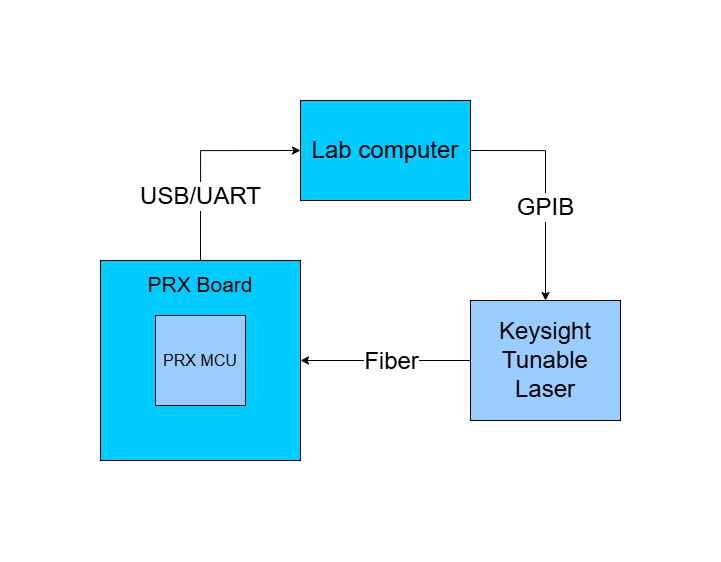 Lab computer
USB/UART
GPIB
PRX Board
PRX MCU
Fiber
Keysight
Tunable
Laser